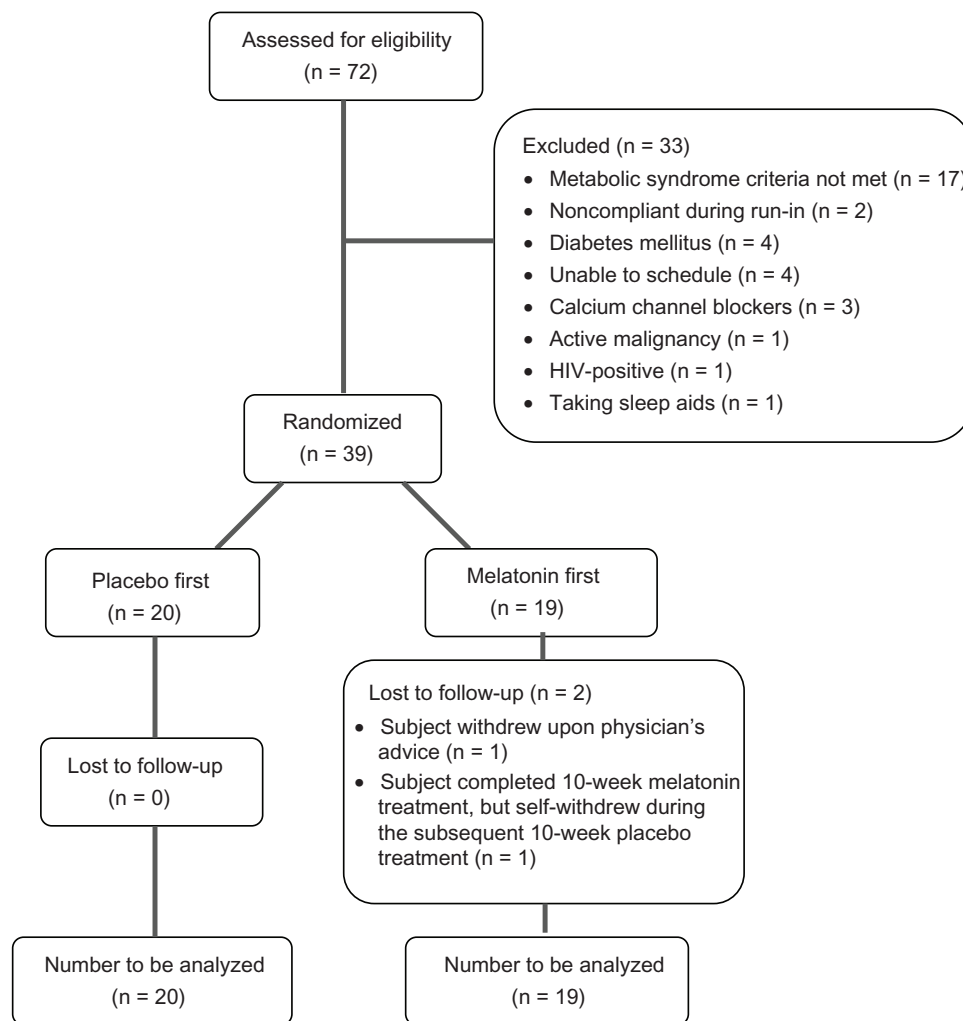 Assessed for eligibility
(n = 72)
Excluded (n = 33)
• Metabolic syndrome criteria not met (n = 17)
• Noncompliant during run-in (n = 2)
• Diabetes mellitus (n = 4)
• Unable to schedule (n = 4)
• Calcium channel blockers (n = 3)
• Active malignancy (n = 1)
• HIV-positive (n = 1)
• Taking sleep aids (n = 1)
Randomized
(n = 39)
Placebo first
(n = 20)
Melatonin first
(n = 19)
Lost to follow-up
(n = 0)
Lost to follow-up (n = 2)
• Subject withdrew upon physician's
advice (n = 1)
• Subject completed 10-week melatonin
treatment, but self-withdrew during
the subsequent 10-week placebo
treatment (n = 1)
Number to be analyzed
(n = 20)
Number to be analyzed
(n = 19)